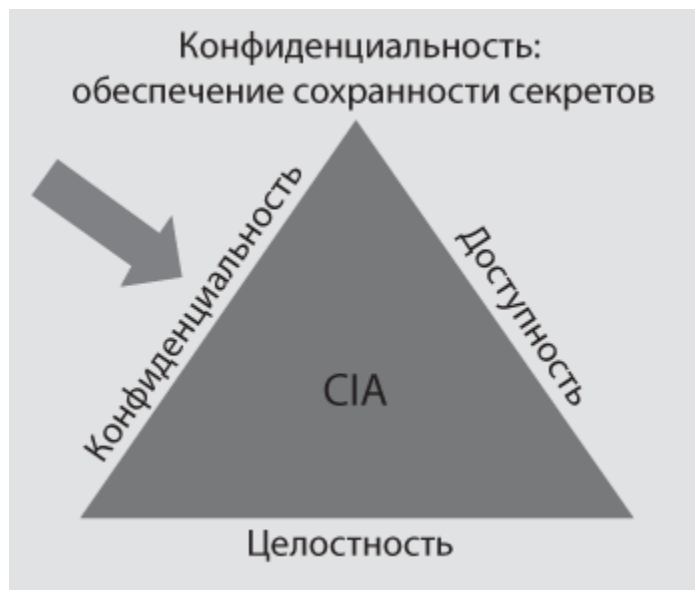 Конфиденциальность:
обеспечение сохранности секретов
Конфиденциальность
Доступность
CIA
Целостность